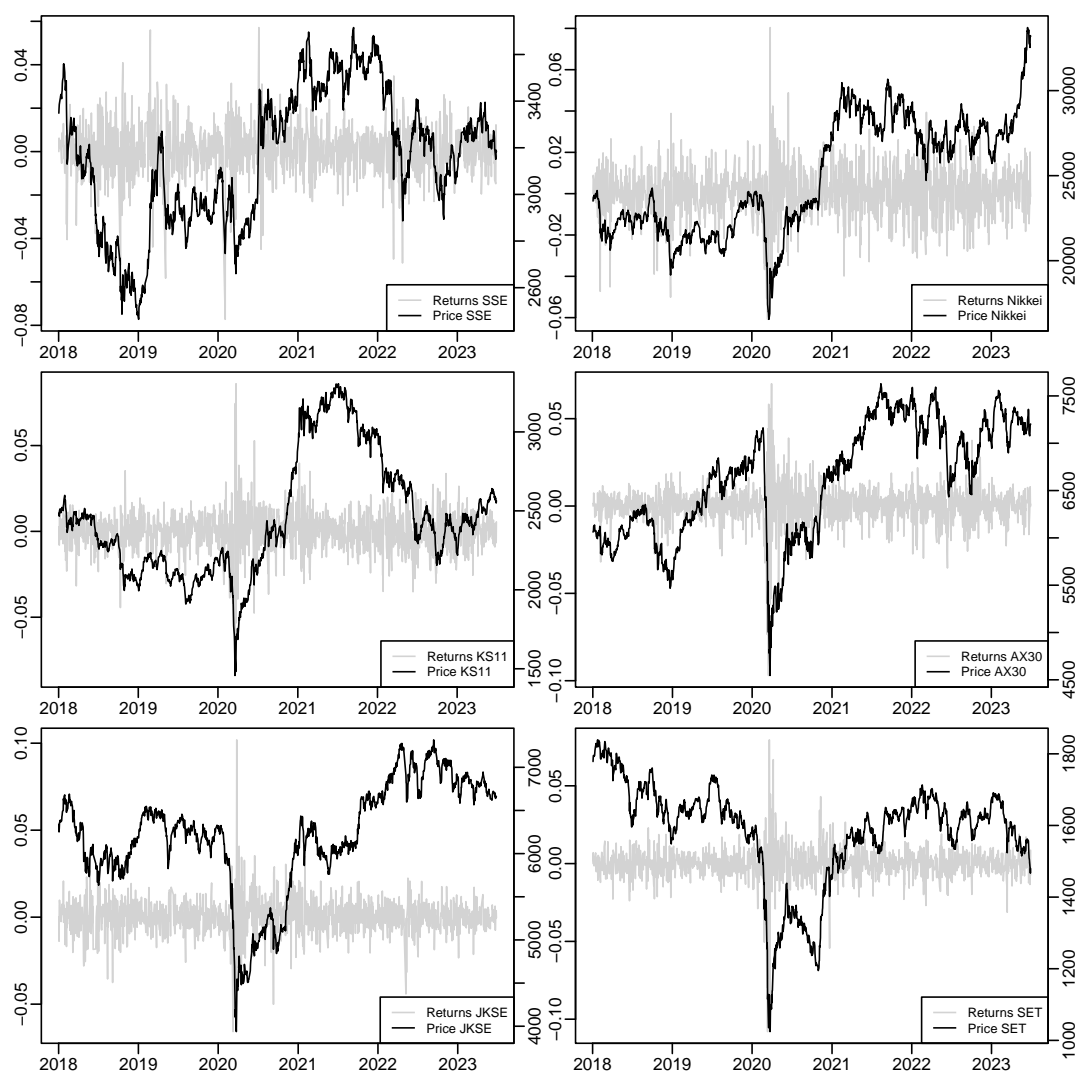 0.04
0.00
−0.04
−0.08
3400
3000
2600
Returns SSE
Price SSE
2018 2019 2020 2021 2022 2023
0.06
0.02
−0.02
−0.06
30000
25000
20000
Returns Nikkei
Price Nikkei
2018 2019 2020 2021 2022 2023
0.05
0.00
−0.05
3000
2500
2000
1500
Returns KS11
Price KS11
2018 2019 2020 2021 2022 2023
0.05
0.00
−0.05
−0.10
7500
6500
5500
4500
Returns AX30
Price AX30
2018 2019 2020 2021 2022 2023
0.10
0.05
0.00
−0.05
7000
6000
5000
4000
Returns JKSE
Price JKSE
2018 2019 2020 2021 2022 2023
0.05
0.00
−0.05
−0.10
1800
1600
1400
1200
1000
Returns SET
Price SET
2018 2019 2020 2021 2022 2023